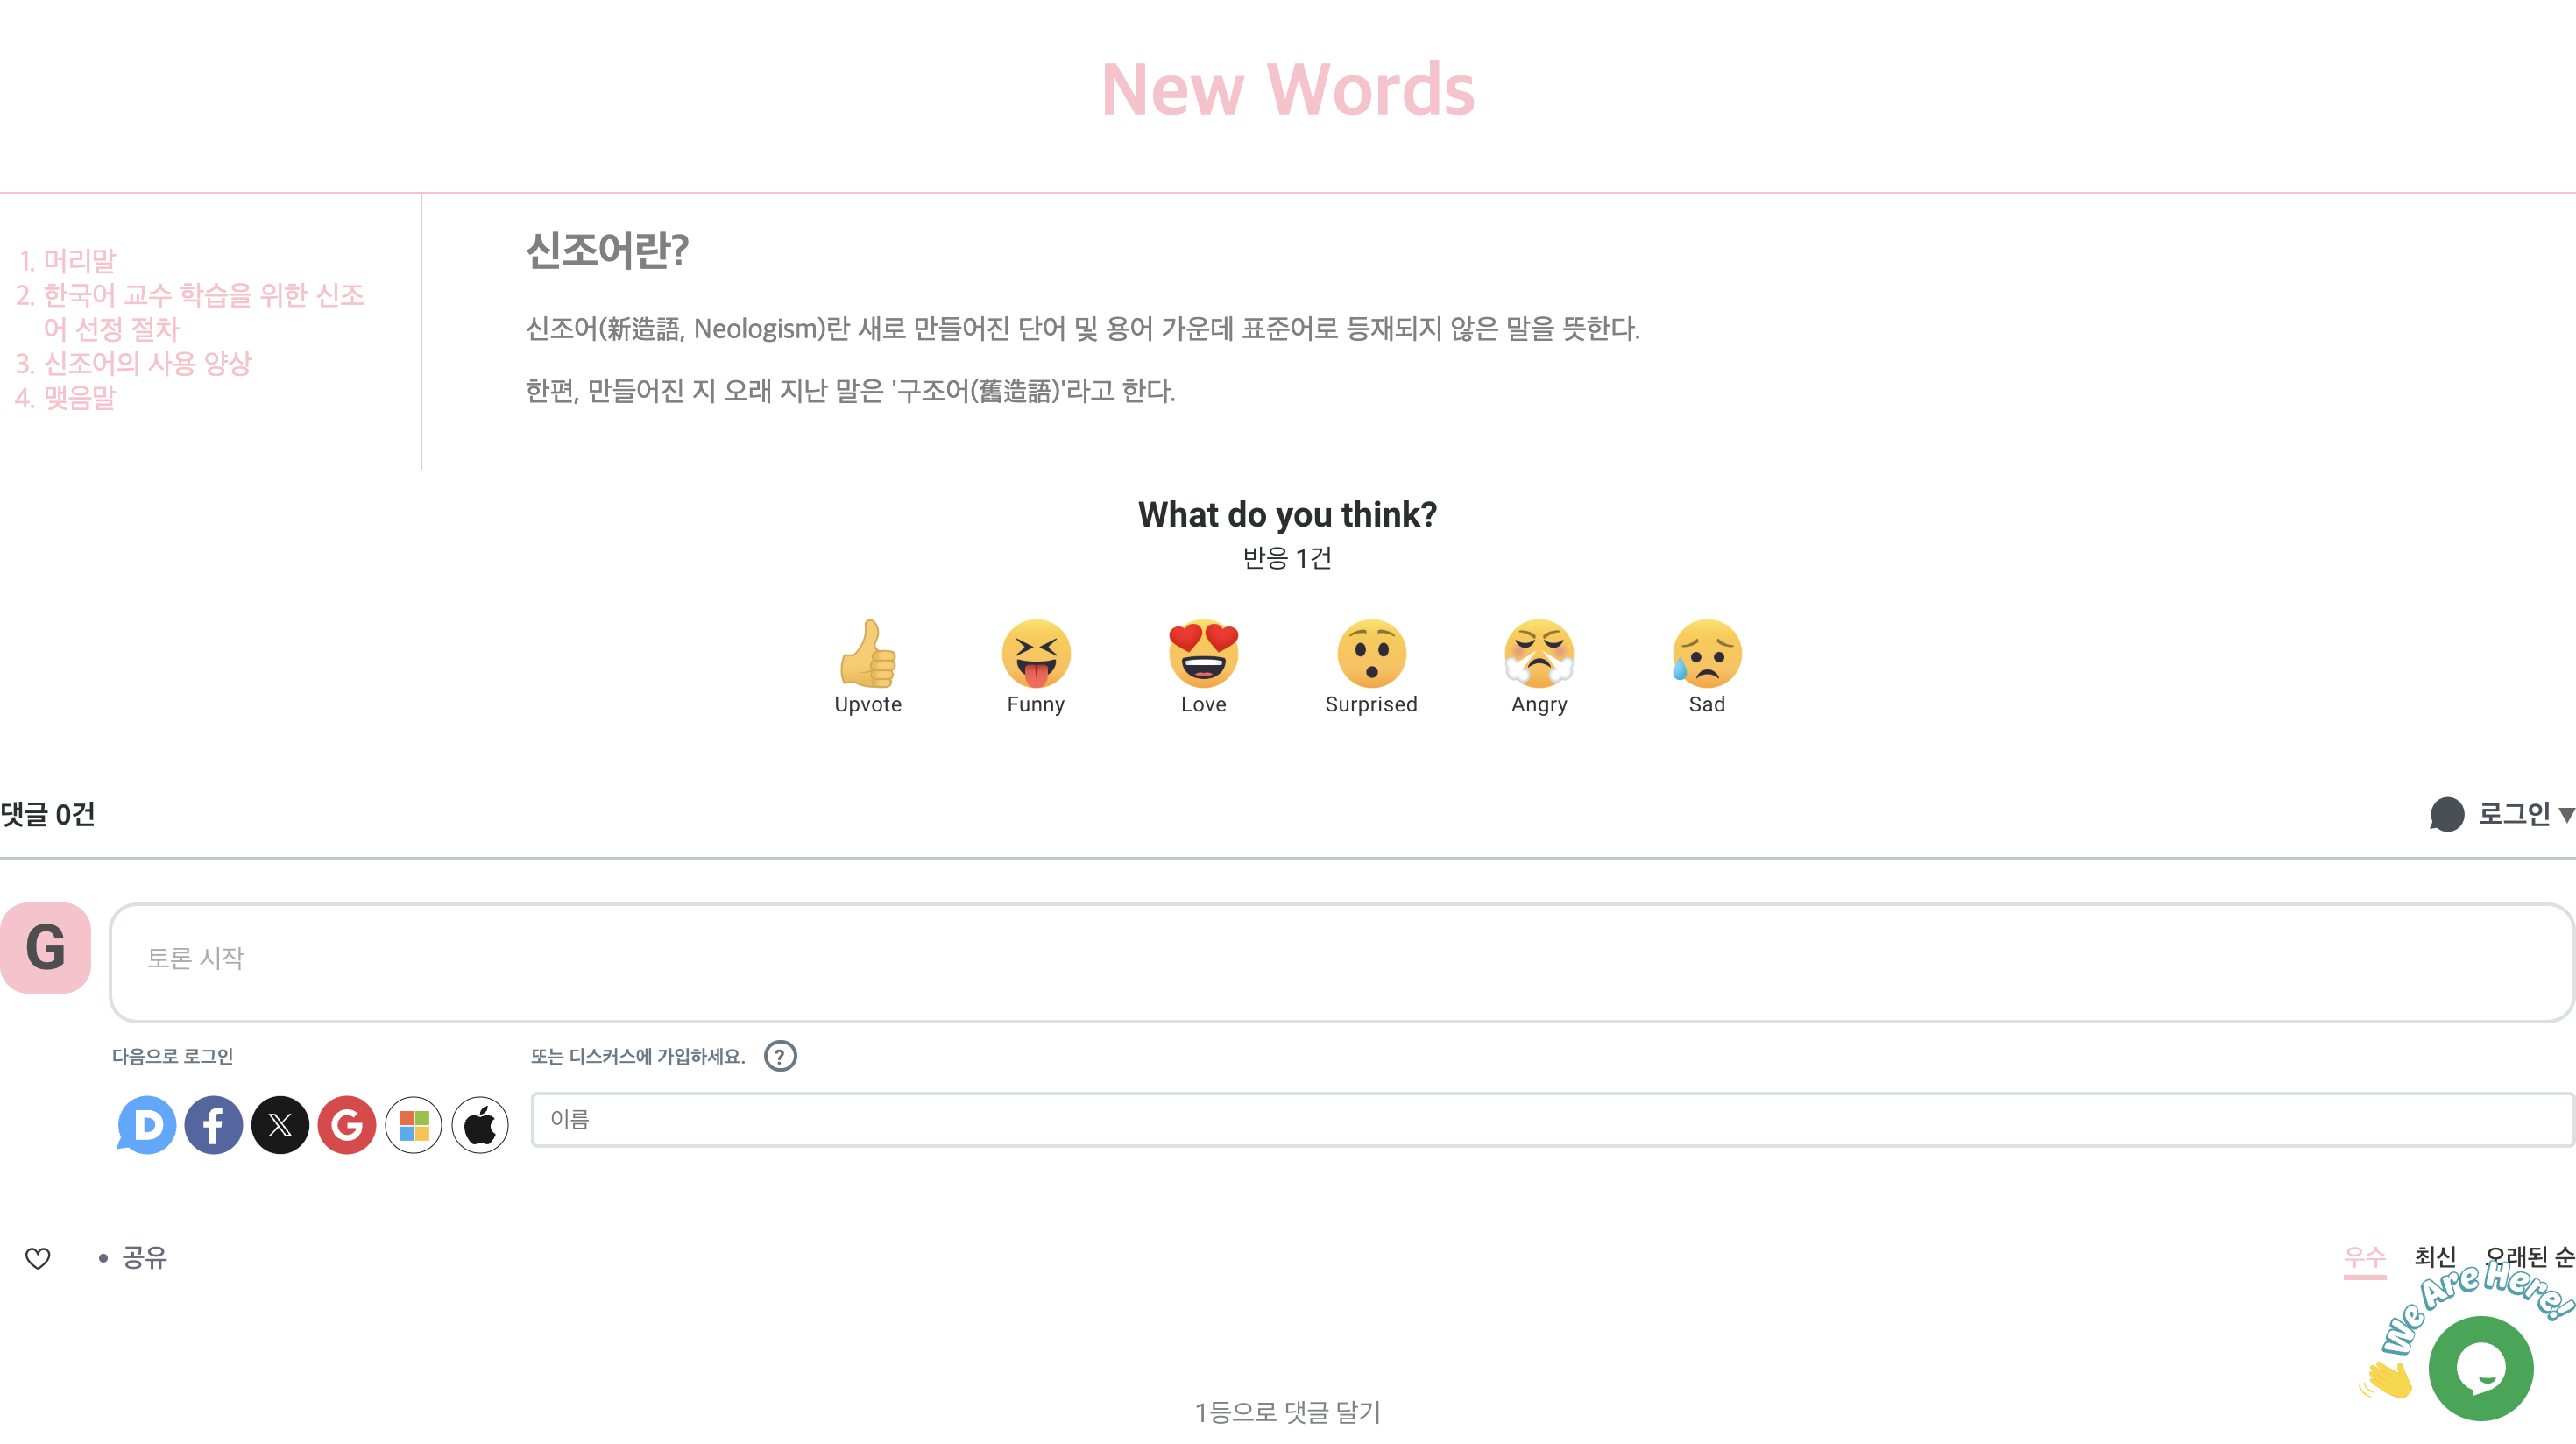 New Words
1. 머리말
2. 한국어 교수 학습을 위한 신조
어 선정 절차
3. 신조어의 사용 양상
4. 맺음말
신조어란?
신조어(新造語, Neologism)란 새로 만들어진 단어 및 용어 가운데 표준어로 등재되지 않은 말을 뜻한다.
한편, 만들어진 지 오래 지난 말은 '구조어(舊造語)'라고 한다.
What do you think?
반응 1건
Upvote Funny Love Surprised Angry Sad
댓글 0건
로그인 ▼
G
토론 시작
다음으로 로그인
또는 디스커스에 가입하세요. ?
D f X G
이름
• 공유
우수 최신 오래된 순
We Are Here!
1등으로 댓글 달기